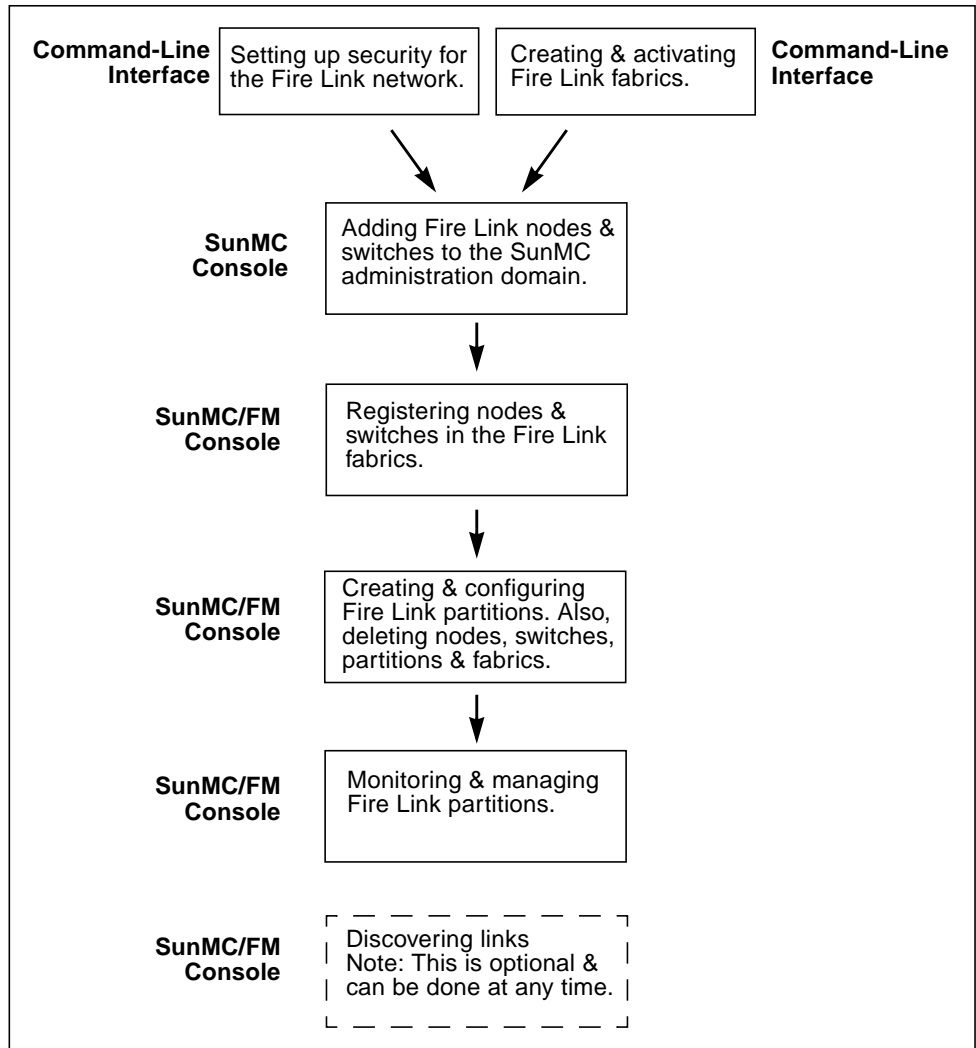 Command-Line
Interface
Setting up security for
the Fire Link network.
Creating & activating
Fire Link fabrics.
Command-Line
Interface
SunMC
Console
Adding Fire Link nodes &
switches to the SunMC
administration domain.
SunMC/FM
Console
Registering nodes &
switches in the Fire Link
fabrics.
SunMC/FM
Console
Creating & configuring
Fire Link partitions. Also,
deleting nodes, switches,
partitions & fabrics.
SunMC/FM
Console
Monitoring & managing
Fire Link partitions.
SunMC/FM
Console
Discovering links
Note: This is optional &
can be done at any time.